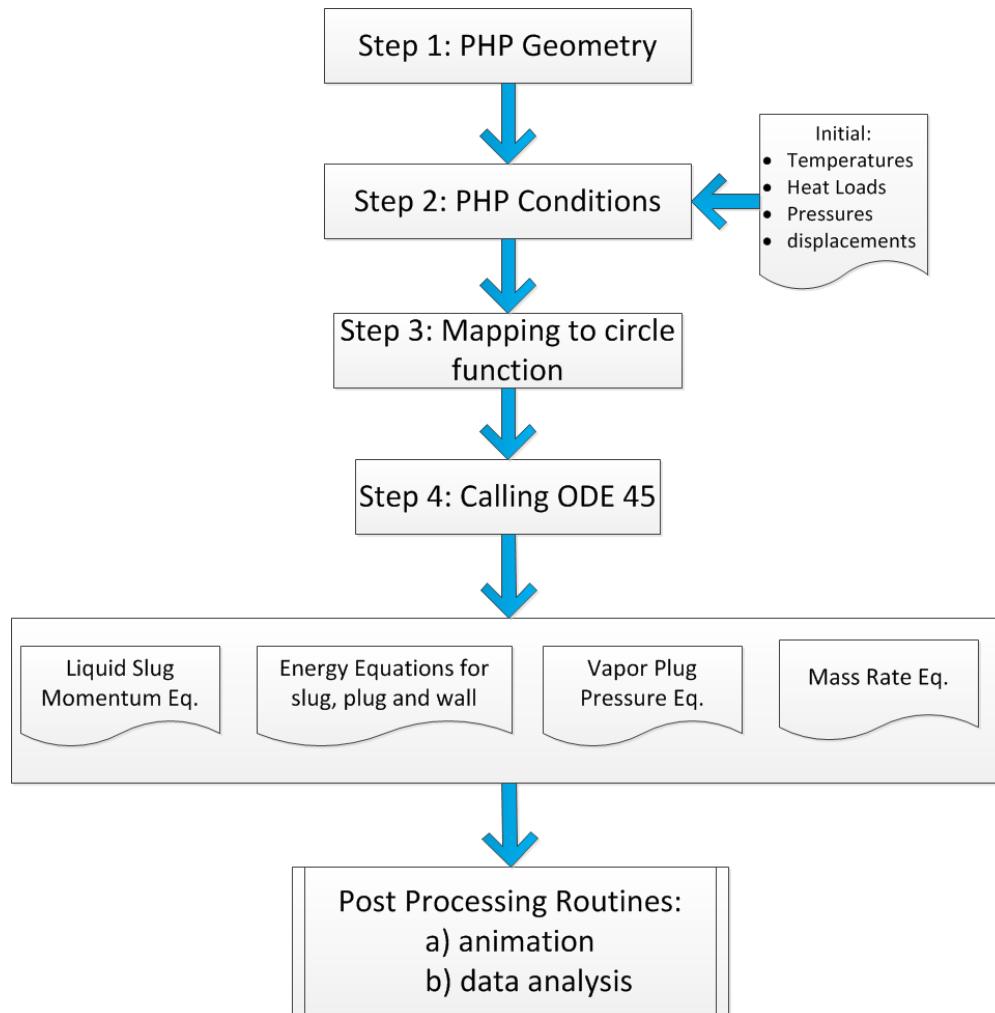 Step 1: PHP Geometry
Initial:
• Temperatures
• Heat Loads
• Pressures
• displacements
Step 2: PHP Conditions
Step 3: Mapping to circle
function
Step 4: Calling ODE 45
Liquid Slug
Momentum Eq.
Energy Equations for
slug, plug and wall
Vapor Plug
Pressure Eq.
Mass Rate Eq.
Post Processing Routines:
a) animation
b) data analysis